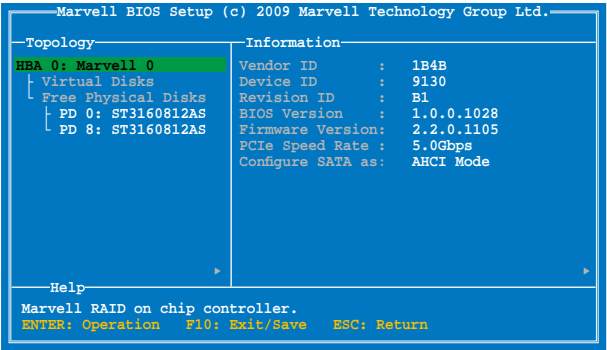 Marvell BIOS Setup (c) 2009 Marvell Technology Group Ltd.
Topology
HBA 0: Marvell 0
Virtual Disks
Free Physical Disks
PD 0: ST3160812AS
PD 8: ST3160812AS
Information
Vendor ID : 1B4B
Device ID : 9130
Revision ID : B1
BIOS Version : 1.0.0.1028
Firmware Version: 2.2.0.1105
PCIe Speed Rate : 5.0Gbps
Configure SATA as: AHCI Mode
Help
Marvell RAID on chip controller.
ENTER: Operation F10: Exit/Save ESC: Return